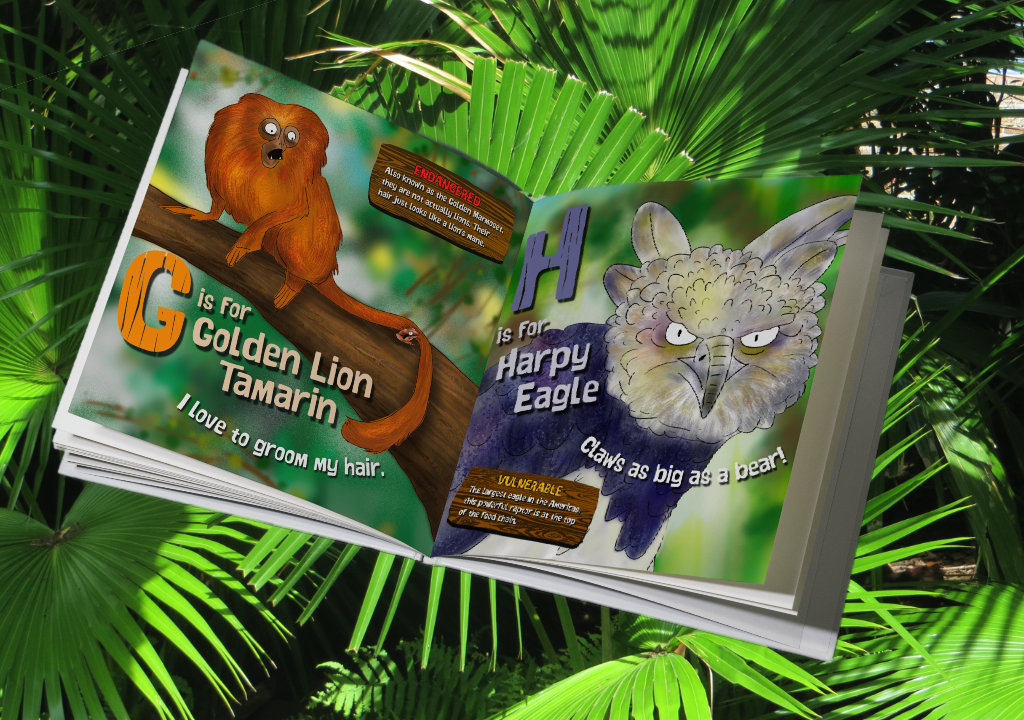 ENDANGERED
Also known as the Golden Marmoset,
they are not actually lions. Their
hair just looks like a lion's mane.
G
is for
Golden Lion
Tamarin
I love to groom my hair.
H
is for
Harpy
Eagle
Claws as big as a bear!
VULNERABLE
The largest eagle in the Americas,
this powerful raptor is at the top
of the food chain.